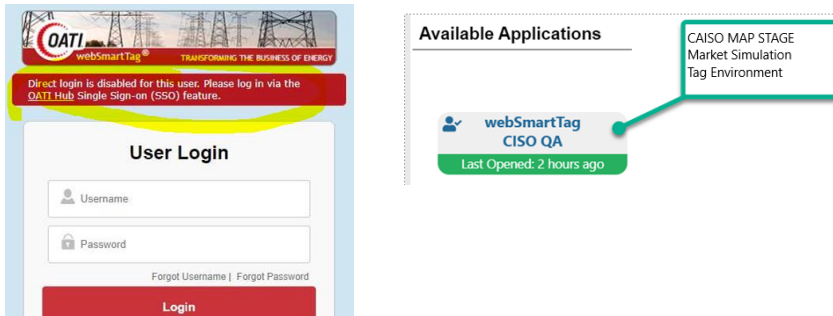 OATI
webSmartTag®
TRANSFORMING THE BUSINESS OF ENERGY
Direct login is disabled for this user. Please log in via the
OATI Hub Single Sign-on (SSO) feature.
User Login
Username
Password
Forgot Username | Forgot Password
Login
Available Applications
webSmartTag
CISO QA
Last Opened: 2 hours ago
CAISO MAP STAGE
Market Simulation
Tag Environment